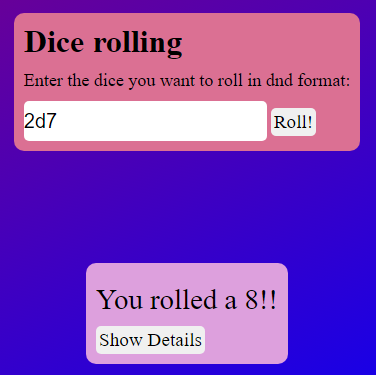 Dice rolling
Enter the dice you want to roll in dnd format:
2d7 Roll!
You rolled a 8!!
Show Details